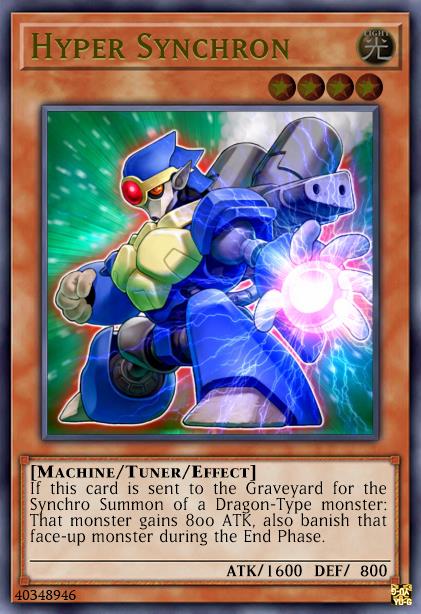 Hyper Synchron
LIGHT
光
[Machine/Tuner/Effect]
If this card is sent to the Graveyard for the
Synchro Summon of a Dragon-Type monster:
That monster gains 800 ATK, also banish that
face-up monster during the End Phase.
ATK/1600 DEF/ 800
40348946